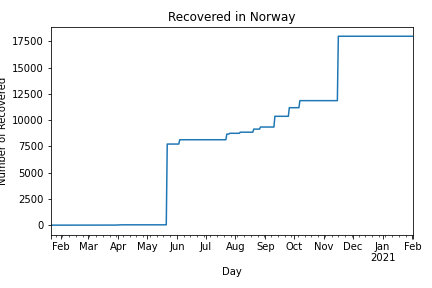 Recovered in Norway
17500
15000
12500
10000
7500
5000
2500
0
Number of Recovered
Feb Mar Apr May Jun Jul Aug Sep Oct Nov Dec Jan Feb
2021
Day